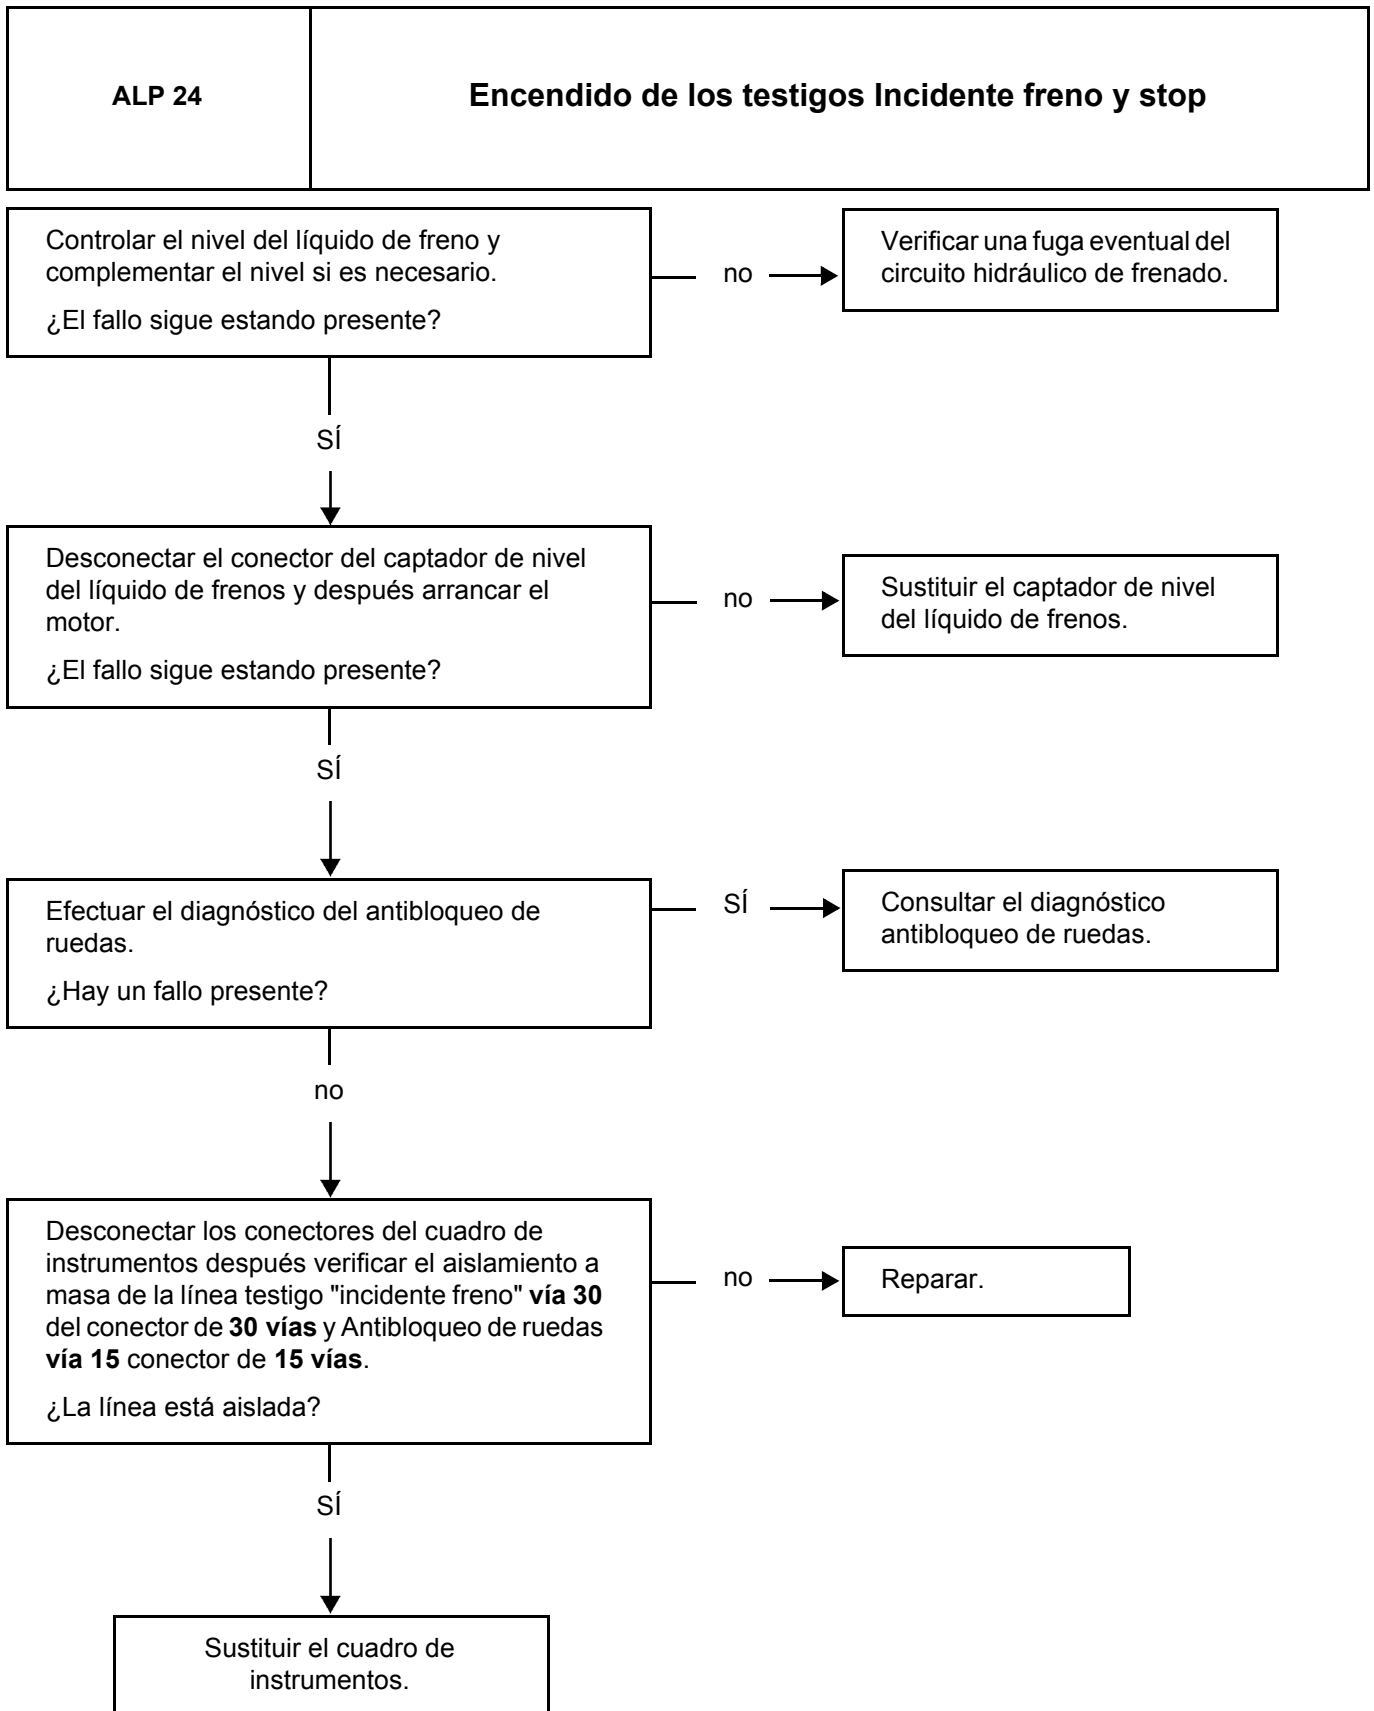 ALP 24
Encendido de los testigos Incidente freno y stop
Controlar el nivel del líquido de freno y
complementar el nivel si es necesario.
¿El fallo sigue estando presente?
no
Verificar una fuga eventual del
circuito hidráulico de frenado.
SÍ
Desconectar el conector del captador de nivel
del líquido de frenos y después arrancar el
motor.
¿El fallo sigue estando presente?
no
Sustituir el captador de nivel
del líquido de frenos.
SÍ
Efectuar el diagnóstico del antibloqueo de
ruedas.
¿Hay un fallo presente?
SÍ
Consultar el diagnóstico
antibloqueo de ruedas.
no
Desconectar los conectores del cuadro de
instrumentos después verificar el aislamiento a
masa de la línea testigo "incidente freno" vía 30
del conector de 30 vías y Antibloqueo de ruedas
vía 15 conector de 15 vías.
¿La línea está aislada?
no
Reparar.
SÍ
Sustituir el cuadro de
instrumentos.